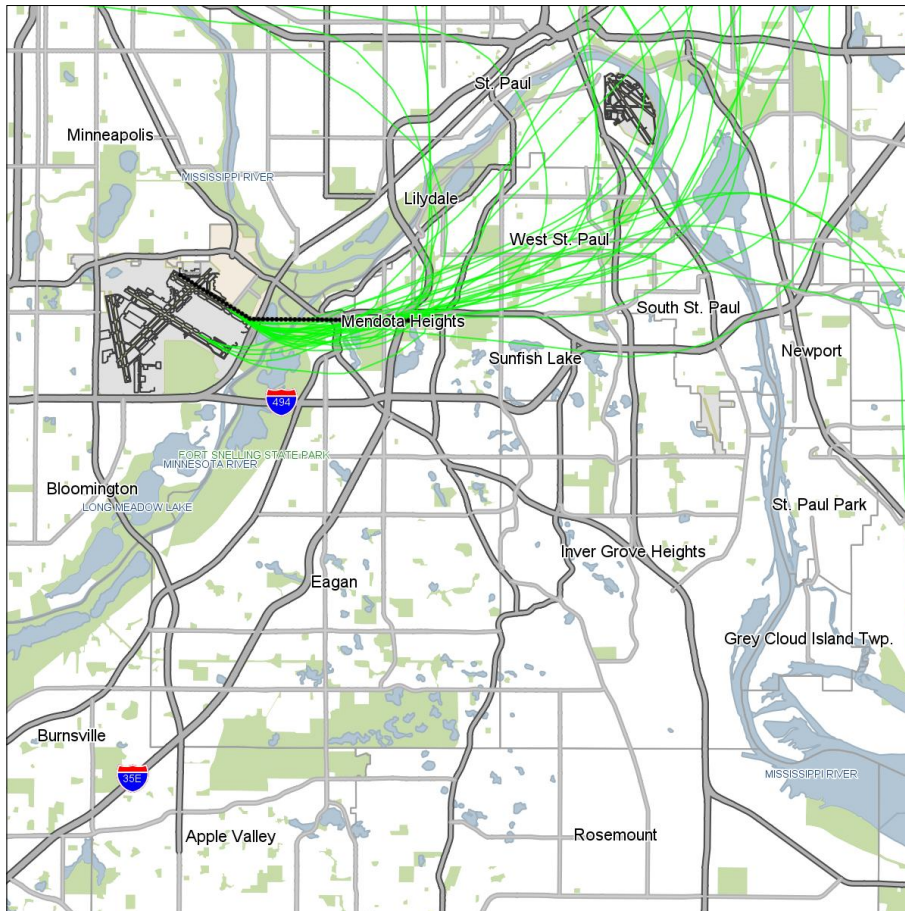 St. Paul
Minneapolis
MISSISSIPPI RIVER
Lilydale
West St. Paul
South St. Paul
Mendota Heights
Newport
Sunfish Lake
494
FORT SNELLING STATE PARK
MINNESOTA RIVER
Bloomington
LONG MEADOW LAKE
St. Paul Park
Inver Grove Heights
Eagan
Grey Cloud Island Twp.
Burnsville
MISSISSIPPI RIVER
35E
Apple Valley
Rosemount